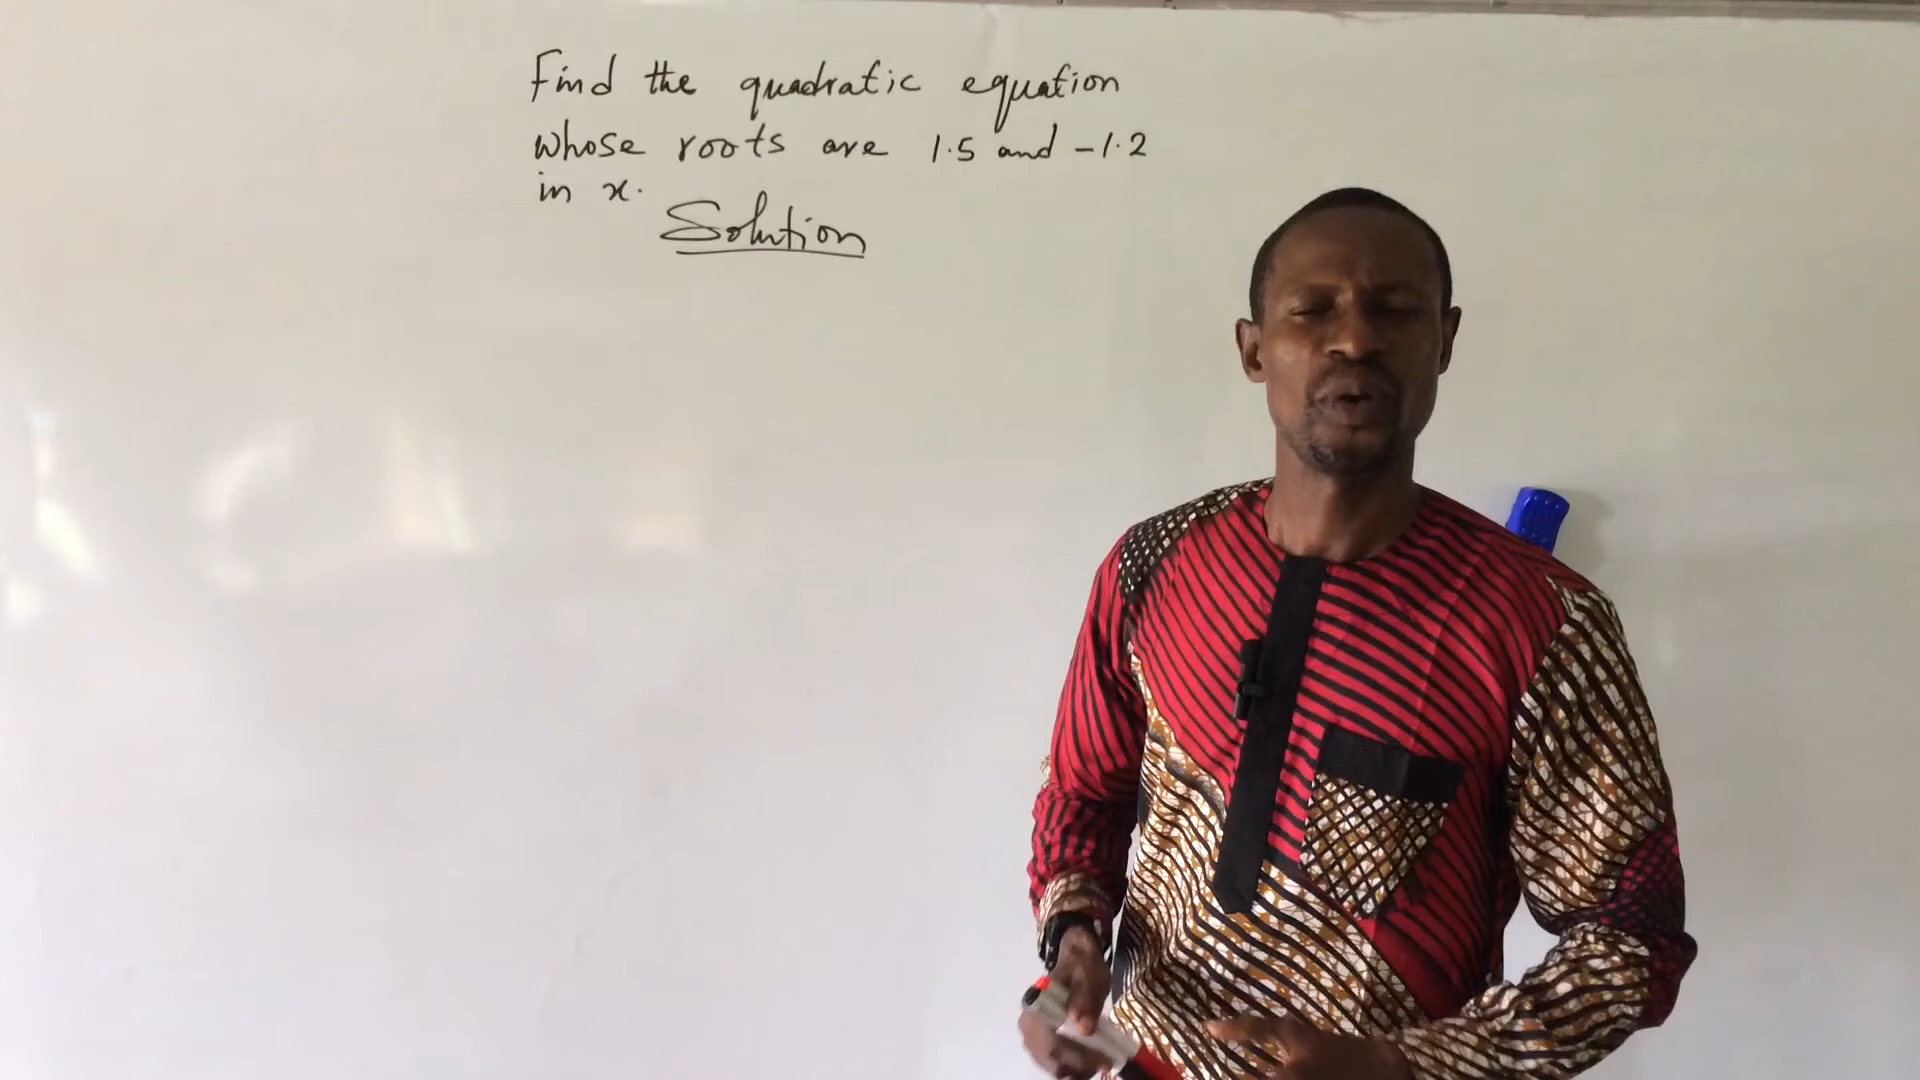 Find the quadratic equation
whose roots are 1.5 and -1.2
in x.
Solution